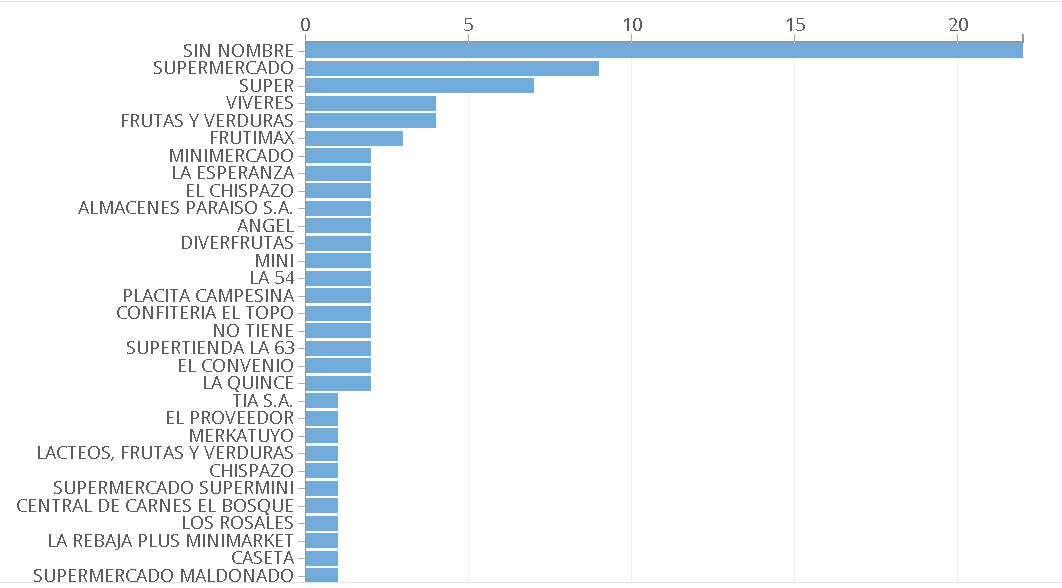 0 5 10 15 20
SIN NOMBRE
SUPERMERCADO
SUPER
VIVERES
FRUTAS Y VERDURAS
FRUTIMAX
MINIMERCADO
LA ESPERANZA
EL CHISPAZO
ALMACENES PARAISO S.A.
ANGEL
DIVERFRUTAS
MINI
LA 54
PLACITA CAMPESINA
CONFITERIA EL TOPO
NO TIENE
SUPERTIENDA LA 63
EL CONVENIO
LA QUINCE
TIA S.A.
EL PROVEEDOR
MERKATUYO
LACTEOS, FRUTAS Y VERDURAS
CHISPAZO
SUPERMERCADO SUPERMINI
CENTRAL DE CARNES EL BOSQUE
LOS ROSALES
LA REBAJA PLUS MINIMARKET
CASETA
SUPERMERCADO MALDONADO